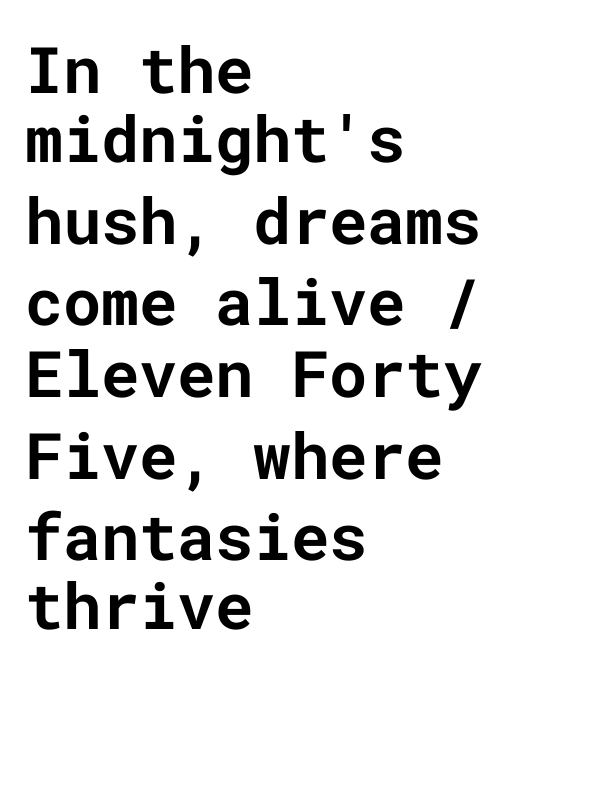 In the
midnight's
hush, dreams
come alive /
Eleven Forty
Five, where
fantasies
thrive